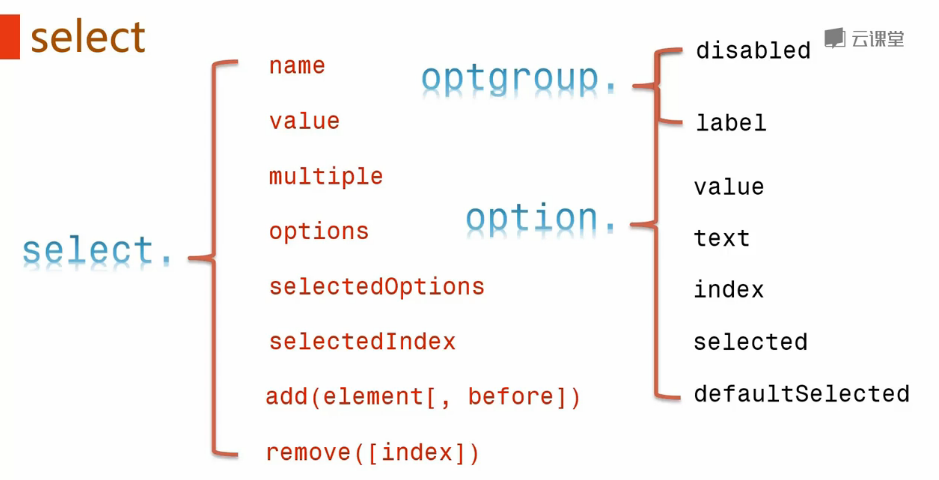 select
云课堂
select.
name
value
multiple
options
selectedOptions
selectedIndex
add(element[, before])
remove([index])
optgroup.
disabled
label
option.
value
text
index
selected
defaultSelected